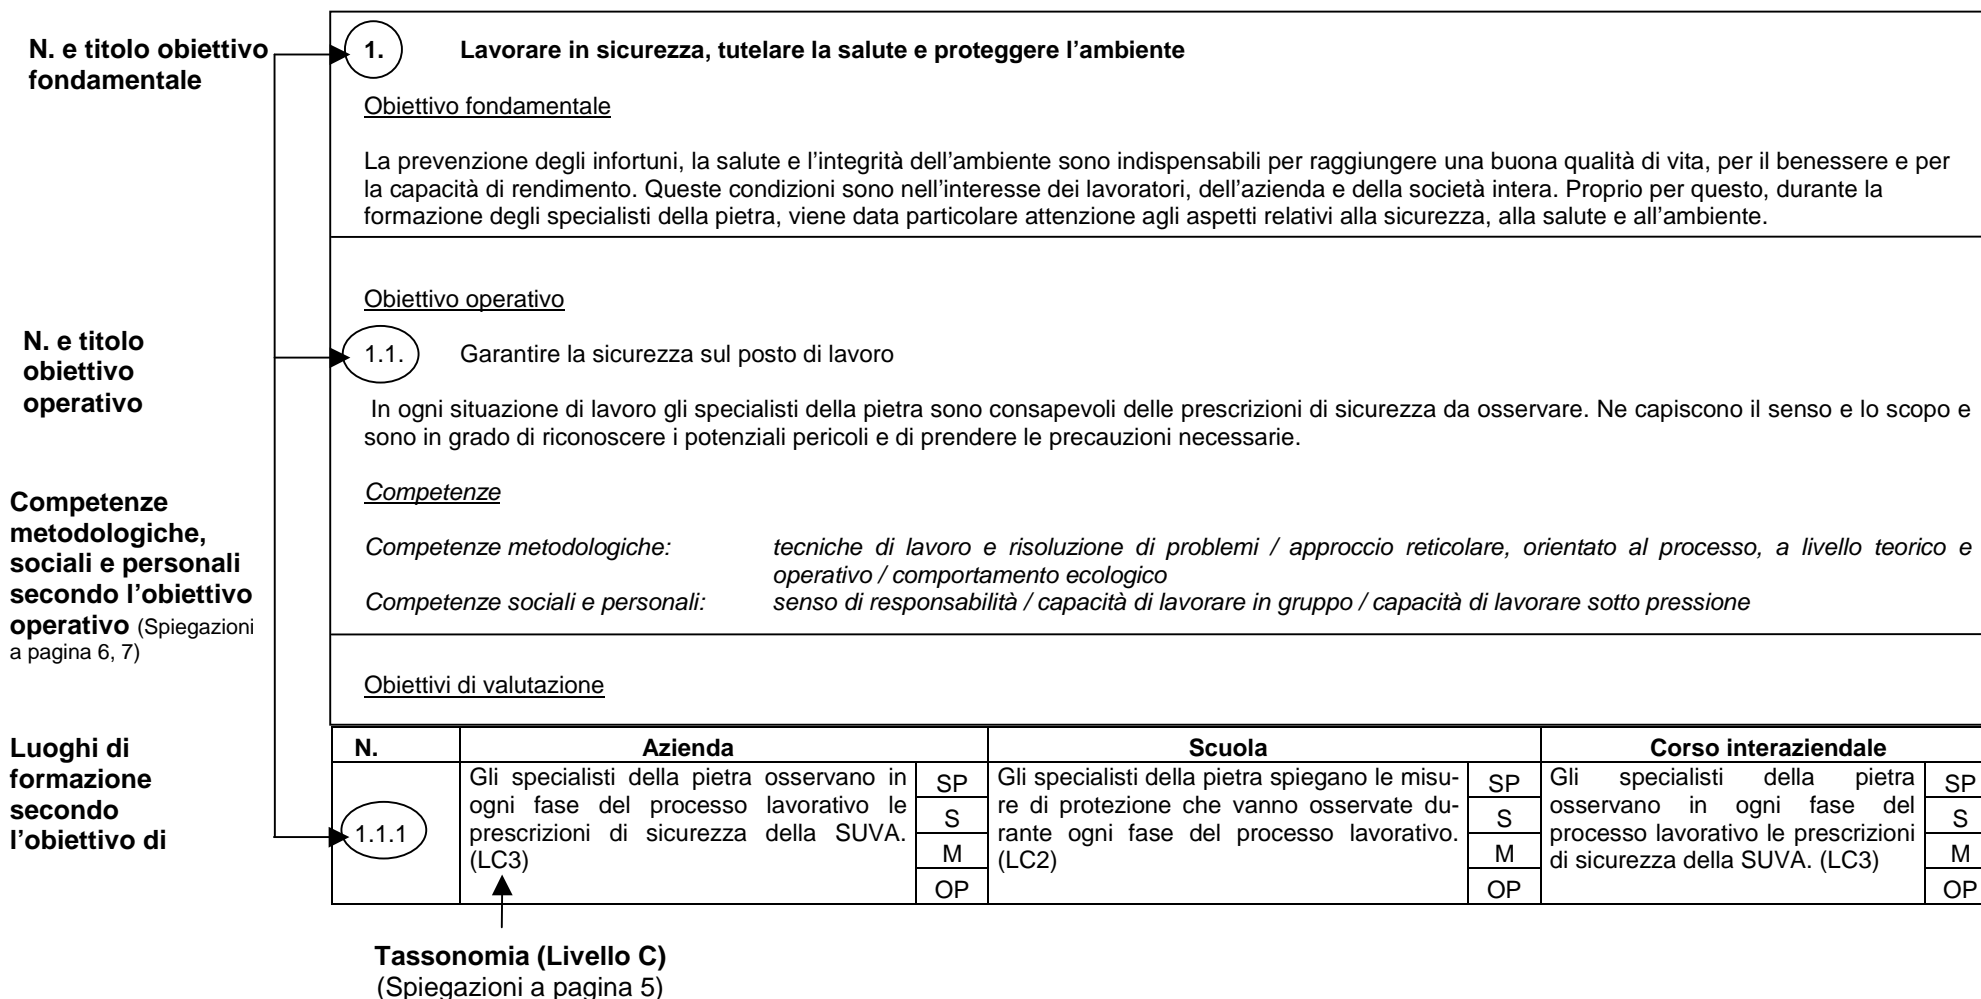 N. e titolo obiettivo
fondamentale
1. Lavorare in sicurezza, tutelare la salute e proteggere l’ambiente
Obiettivo fondamentale
La prevenzione degli infortuni, la salute e l’integrità dell’ambiente sono indispensabili per raggiungere una buona qualità di vita, per il benessere e per
la capacità di rendimento. Queste condizioni sono nell’interesse dei lavoratori, dell’azienda e della società intera. Proprio per questo, durante la
formazione degli specialisti della pietra, viene data particolare attenzione agli aspetti relativi alla sicurezza, alla salute e all’ambiente.
Obiettivo operativo
N. e titolo
obiettivo
operativo
1.1. Garantire la sicurezza sul posto di lavoro
In ogni situazione di lavoro gli specialisti della pietra sono consapevoli delle prescrizioni di sicurezza da osservare. Ne capiscono il senso e lo scopo e
sono in grado di riconoscere i potenziali pericoli e di prendere le precauzioni necessarie.
Competenze
metodologiche,
sociali e personali
secondo l’obiettivo
operativo (Spiegazioni
a pagina 6, 7)
Competenze
Competenze metodologiche: tecniche di lavoro e risoluzione di problemi / approccio reticolare, orientato al processo, a livello teorico e
operativo / comportamento ecologico
Competenze sociali e personali: senso di responsabilità / capacità di lavorare in gruppo / capacità di lavorare sotto pressione
Obiettivi di valutazione
Luoghi di
formazione
secondo
l’obiettivo di
N. Azienda Scuola Corso interaziendale
1.1.1
Gli specialisti della pietra osservano in
ogni fase del processo lavorativo le
prescrizioni di sicurezza della SUVA.
(LC3)
SP
S
M
OP
Gli specialisti della pietra spiegano le misu-
re di protezione che vanno osservate du-
rante ogni fase del processo lavorativo.
(LC2)
SP
S
M
OP
Gli specialisti della pietra
osservano in ogni fase del
processo lavorativo le prescrizioni
di sicurezza della SUVA. (LC3)
SP
S
M
OP
Tassonomia (Livello C)
(Spiegazioni a pagina 5)